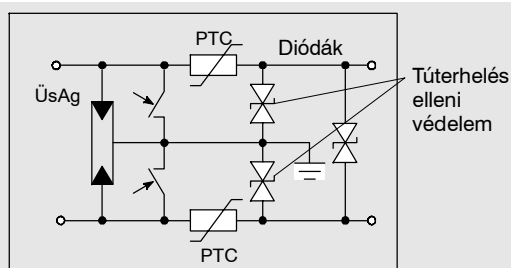 PTC
Diódák
ÜsAg
Túterhelés
elleni
védelem
PTC